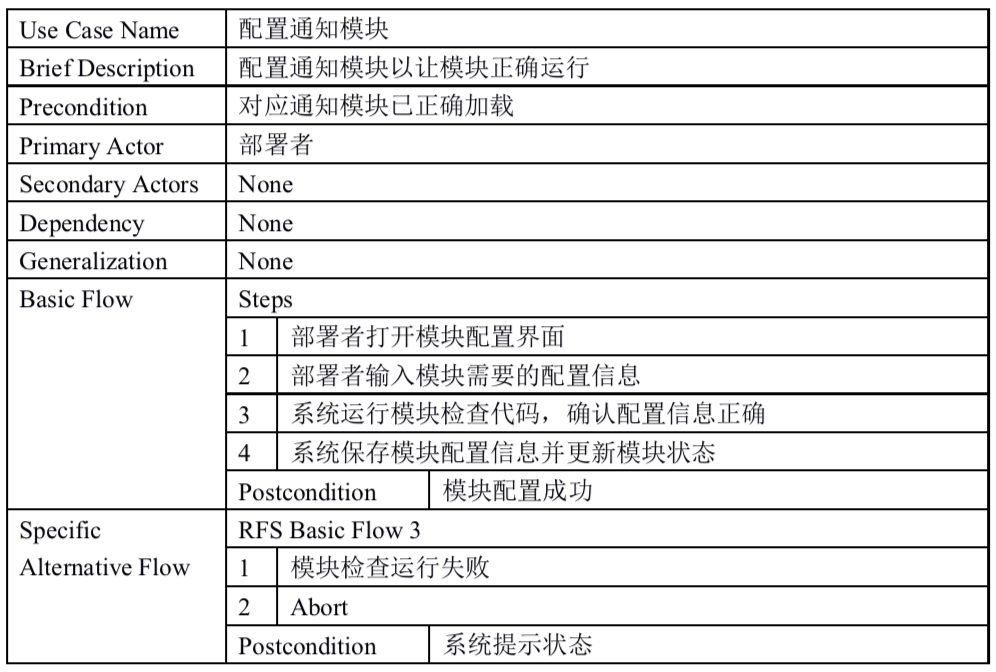 Use Case Name 配置通知模块
Brief Description 配置通知模块以让模块正确运行
Precondition 对应通知模块已正确加载
Primary Actor 部署者
Secondary Actors None
Dependency None
Generalization None
Basic Flow Steps
1 部署者打开模块配置界面
2 部署者输入模块需要的配置信息
3 系统运行模块检查代码，确认配置信息正确
4 系统保存模块配置信息并更新模块状态
Postcondition 模块配置成功
Specific Alternative Flow RFS Basic Flow 3
1 模块检查运行失败
2 Abort
Postcondition 系统提示状态